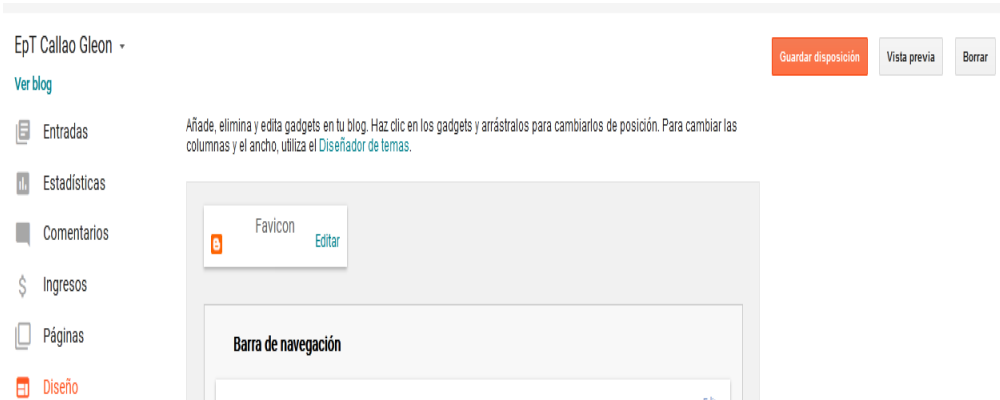 EpT Callao Gleon
Ver blog
Guardar disposición
Vista previa
Borrar
Entradas
Estadísticas
Comentarios
Ingresos
Páginas
Diseño
Añade, elimina y edita gadgets en tu blog. Haz clic en los gadgets y arrástralos para cambiarlos de posición. Para cambiar las
columnas y el ancho, utiliza el Diseñador de temas.
Favicon
Editar
Barra de navegación